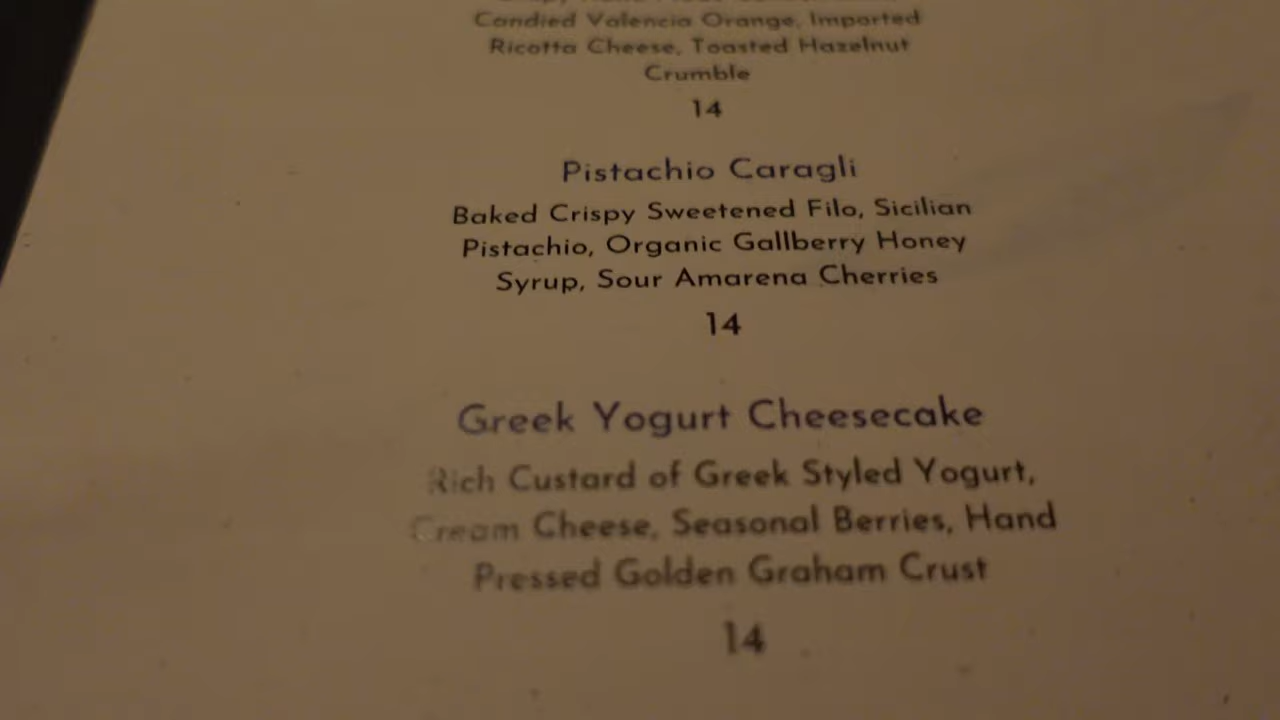 Candied Valencia Orange, Imported
Ricotta Cheese, Toasted Hazelnut
Crumble
14
Pistachio Caragli
Baked Crispy Sweetened Filo, Sicilian
Pistachio, Organic Gallberry Honey
Syrup, Sour Amarena Cherries
14
Greek Yogurt Cheesecake
Rich Custard of Greek Styled Yogurt,
Cream Cheese, Seasonal Berries, Hand
Pressed Golden Graham Crust
14